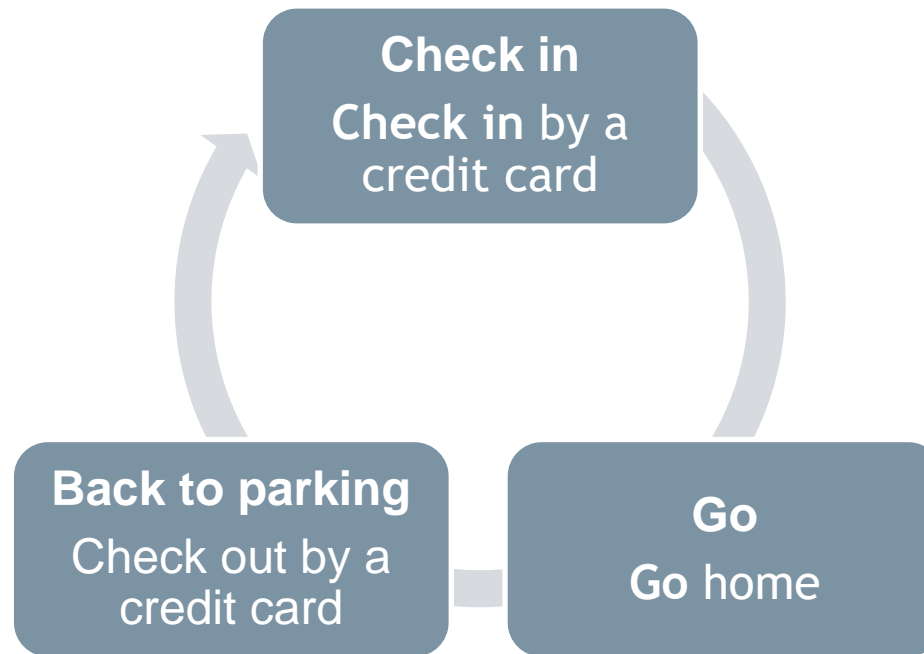 Check in
Check in by a
credit card
Go
Go home
Back to parking
Check out by a
credit card